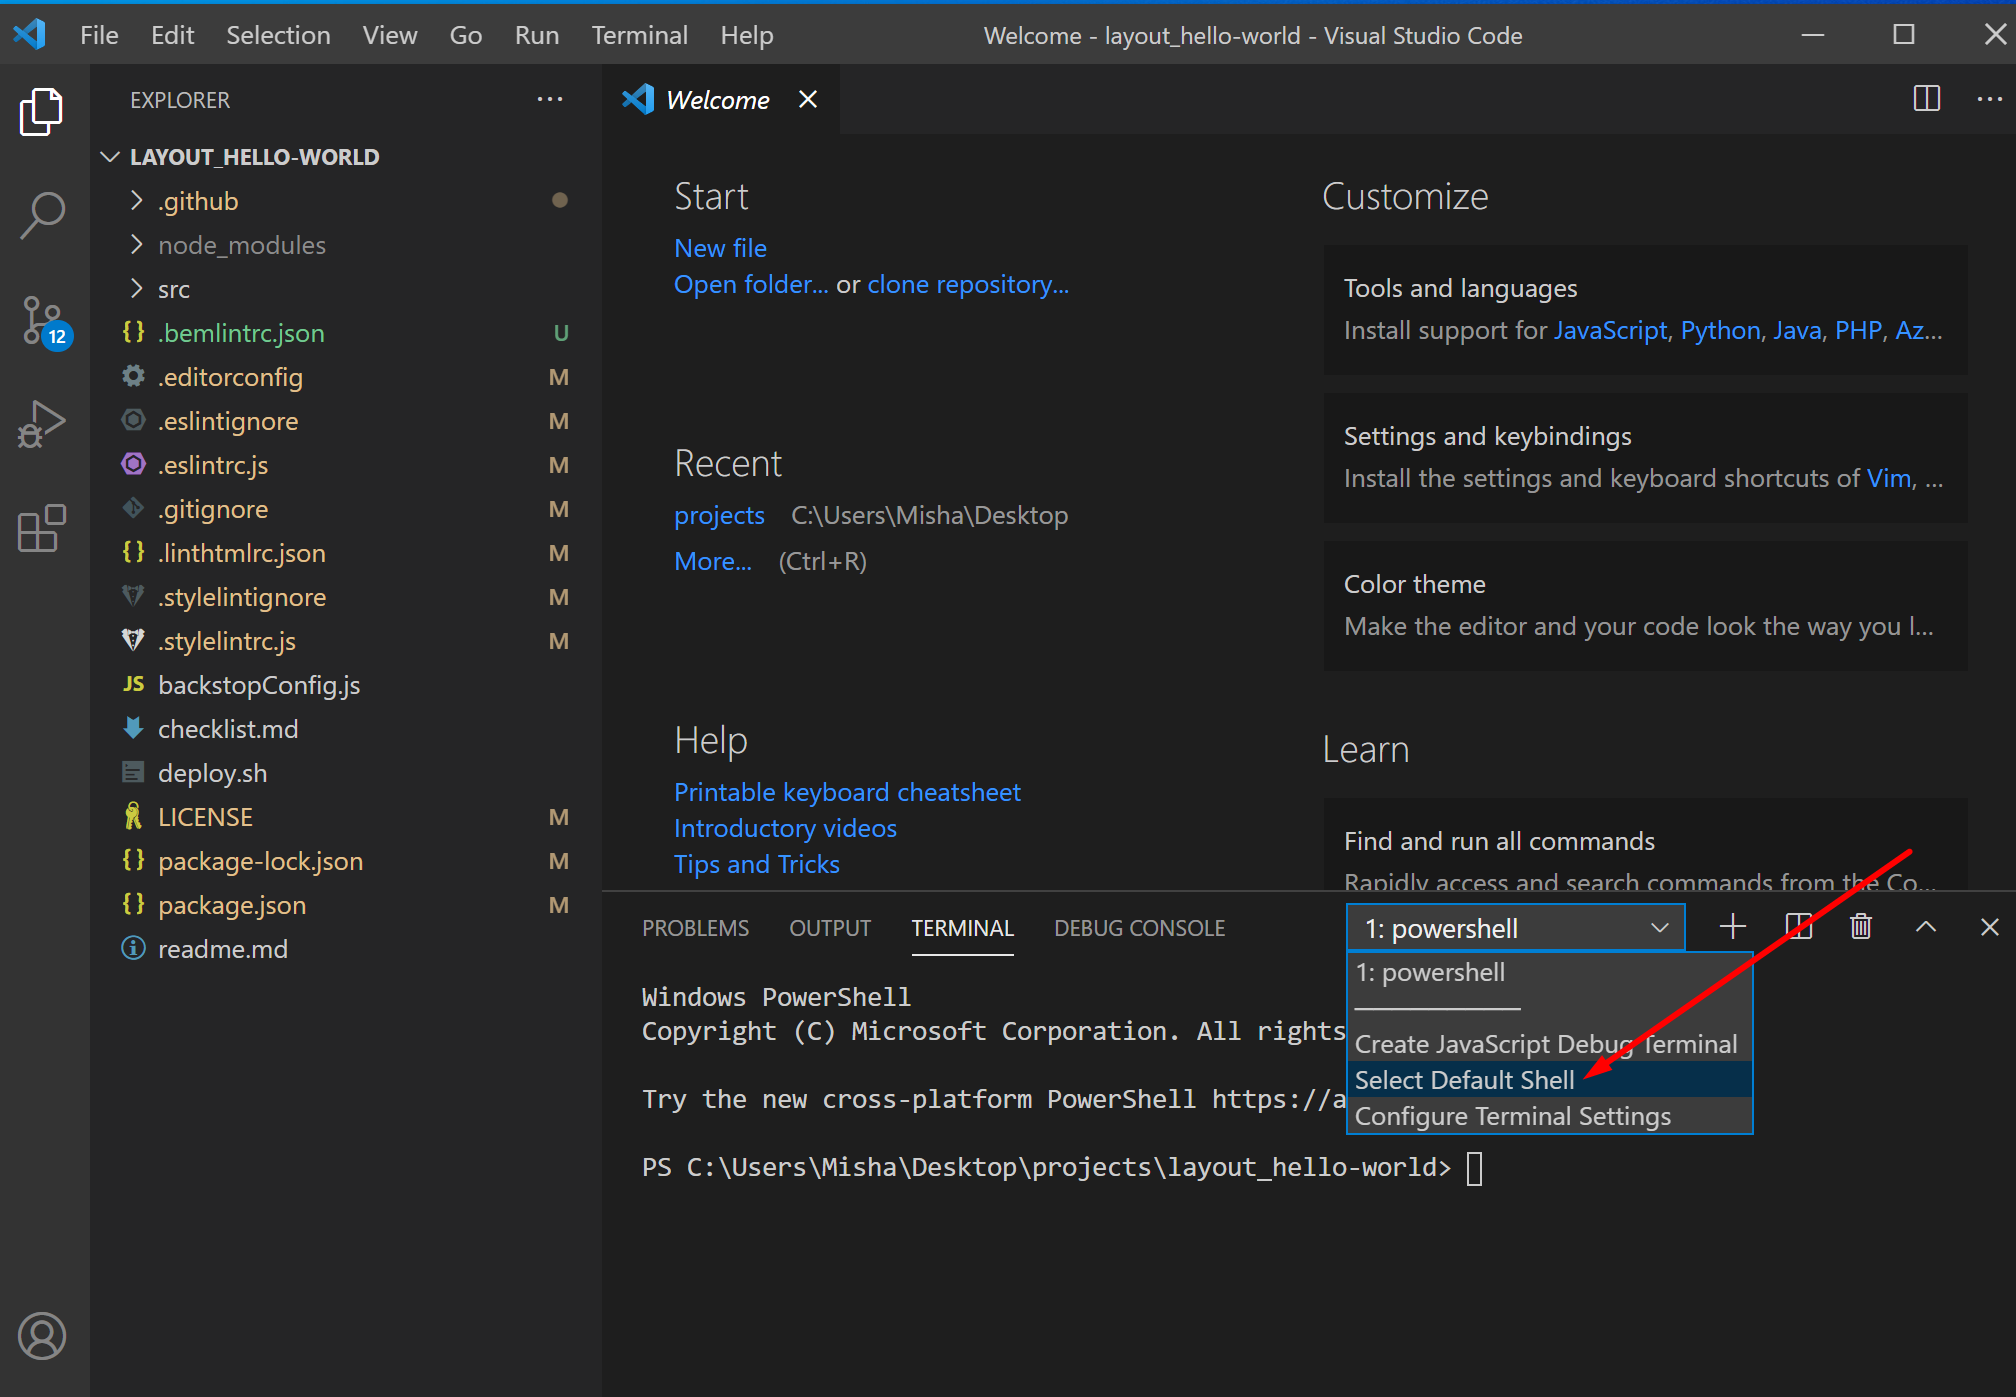 File Edit Selection View Go Run Terminal Help Welcome - layout_hello-world - Visual Studio Code
EXPLORER
LAYOUT_HELLO-WORLD
.github
node_modules
src
.bemlintrc.json U
.editorconfig M
.eslintignore M
.eslintrc.js M
.gitignore M
.linthtmlrc.json M
.stylelintignore M
.stylelintrc.js M
JS backstopConfig.js
checklist.md
deploy.sh
LICENSE M
package-lock.json M
package.json M
readme.md
12
Welcome
Start
New file
Open folder... or clone repository...
Recent
projects C:\Users\Misha\Desktop
More... (Ctrl+R)
Help
Printable keyboard cheatsheet
Introductory videos
Tips and Tricks
Customize
Tools and languages
Install support for JavaScript, Python, Java, PHP, Az...
Settings and keybindings
Install the settings and keyboard shortcuts of Vim, ...
Color theme
Make the editor and your code look the way you l...
Learn
Find and run all commands
Rapidly access and search commands from the Co...
PROBLEMS OUTPUT TERMINAL DEBUG CONSOLE
1: powershell
1: powershell
Create JavaScript Debug Terminal
Select Default Shell
Configure Terminal Settings
Windows PowerShell
Copyright (C) Microsoft Corporation. All rights
Try the new cross-platform PowerShell https://a
PS C:\Users\Misha\Desktop\projects\layout_hello-world>